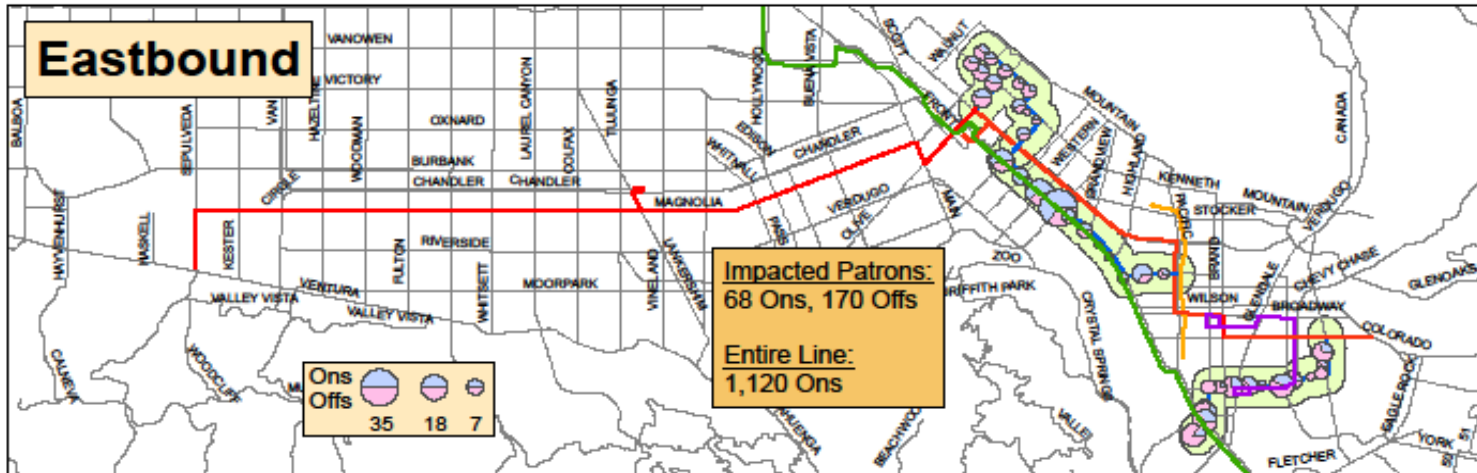 Eastbound
VANOWEN
VICTORY
BALBOA
SEPULVEDA
VAN
HAZELTINE
WOODMAN
OXNARD
LAUREL CANYON
COLFAX
TUJUNGA
HOLLYWOOD
BUENA VISTA
SCOTT
WALNUT
FRONT
EDISON
WHITNALL
CHANDLER
BURBANK
CHANDLER
CHANDLER
CIRCLE
MAGNOLIA
VERDUGO
OLIVE
MAIN
MOUNTAIN
WESTERN
GRANDVIEW
HIGHLAND
KENNETH
MOUNTAIN
STOCKER
PACIFIC
BRAND
VERDUGO
CANADA
HAYVENHURST
HASKELL
KESTER
RIVERSIDE
FULTON
WHITSETT
MOORPARK
VINELAND
LANKERSHIM
PASS
ZOO
GRIFFITH PARK
CRYSTAL SPRINGS
WILSON
GLENDALE
BROADWAY
CHEVY CHASE
GLENOAKS
COLORADO
VENTURA
VALLEY VISTA
VALLEY VISTA
CALNEVA
WOODCLIFF
Impacted Patrons:
68 Ons, 170 Offs
Entire Line:
1,120 Ons
Ons
Offs
35 18 7
BEACHWOO
EAGLE ROCK
YORK
FLETCHER